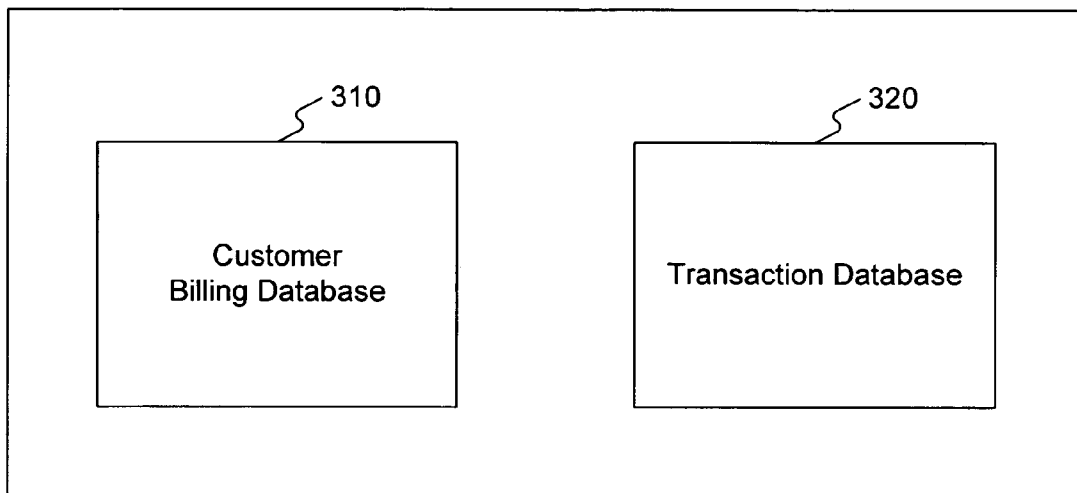 310
320
Customer
Billing Database
Transaction Database